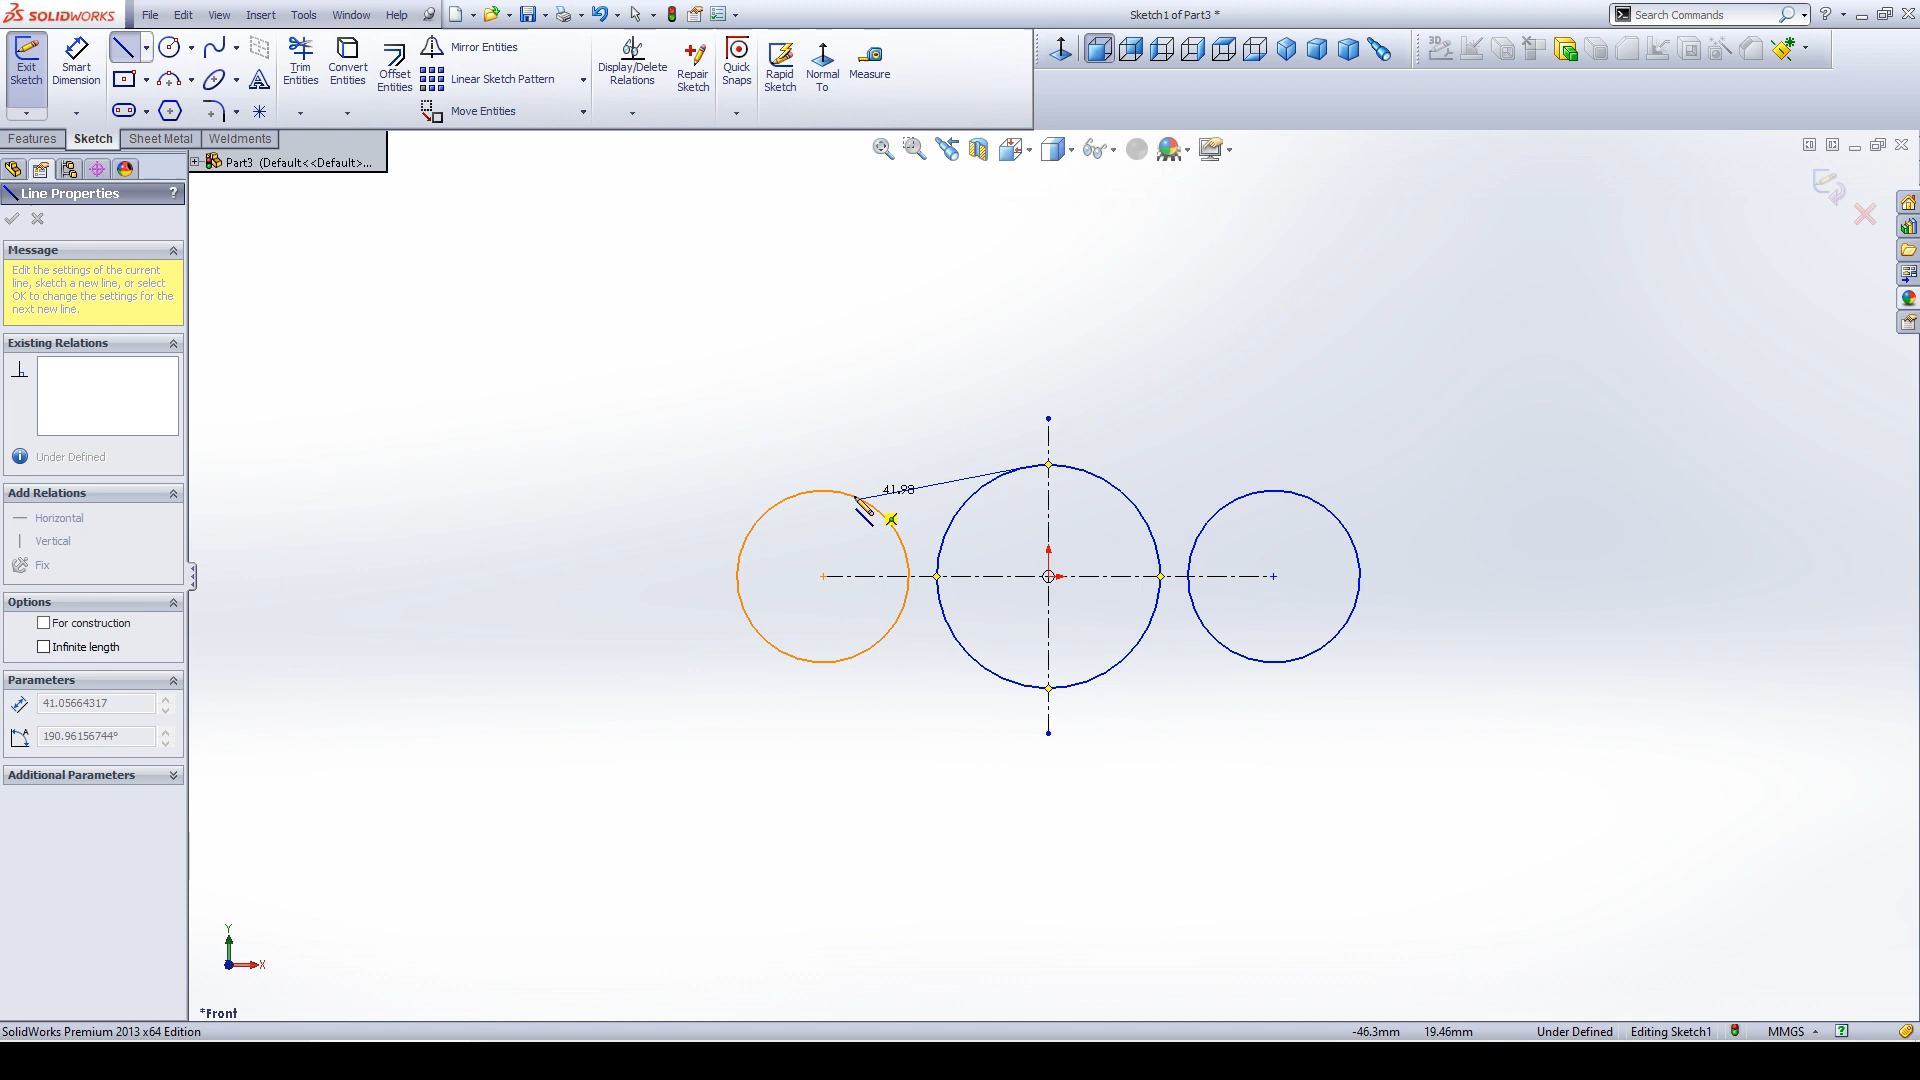 SOLIDWORKS
File Edit View Insert Tools Window Help
Sketch1 of Part3 *
Search Commands
Exit Sketch
Smart Dimension
Trim Entities
Convert Entities
Offset Entities
Mirror Entities
Linear Sketch Pattern
Move Entities
Display/Delete Relations
Repair Sketch
Quick Snaps
Rapid Sketch
Normal To
Measure
Features Sketch Sheet Metal Weldments
Part3 (Default<<Default>...
Line Properties ?
Message
Edit the settings of the current
line, sketch a new line, or select
OK to change the settings for the
next new line.
Existing Relations
Under Defined
Add Relations
Horizontal
Vertical
Fix
Options
For construction
Infinite length
Parameters
41.05664317
190.96156744°
Additional Parameters
41.98
Y
X
*Front
SolidWorks Premium 2013 x64 Edition
-46.3mm 19.46mm Under Defined Editing Sketch1 MMGS